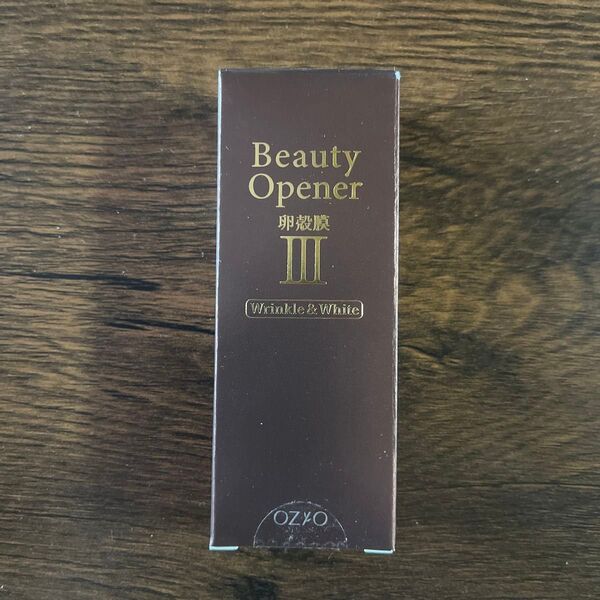 Beauty
Opener
卵殻膜
III
Wrinkle & White
OZIO